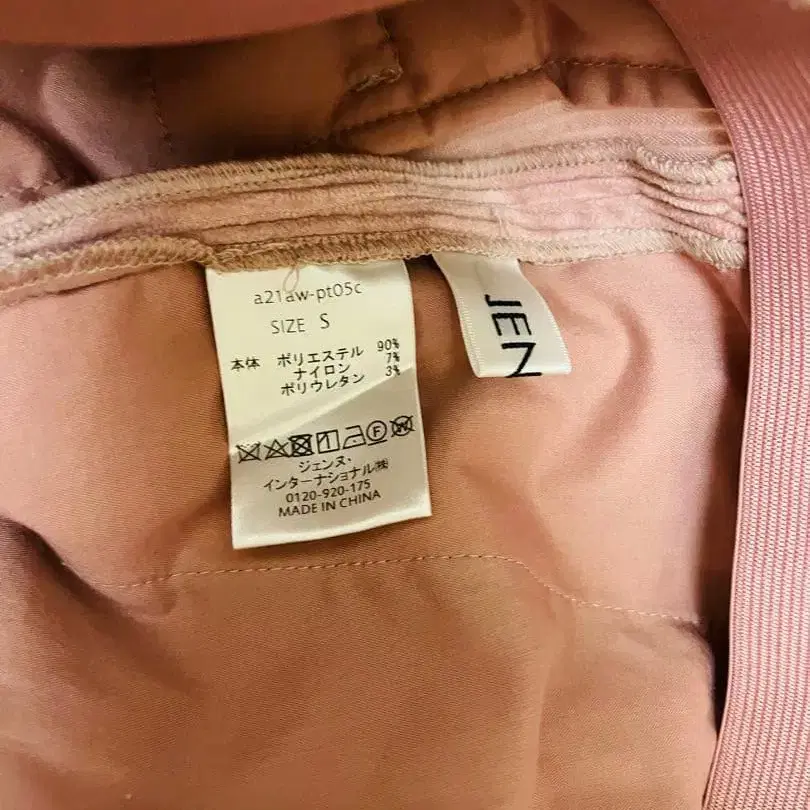 a21aw-pt05c
SIZE S
本体 ポリエステル 90%
ナイロン 7%
ポリウレタン 3%
F W
ジェンヌ・
インターナショナル㈱
0120-920-175
MADE IN CHINA
JEN